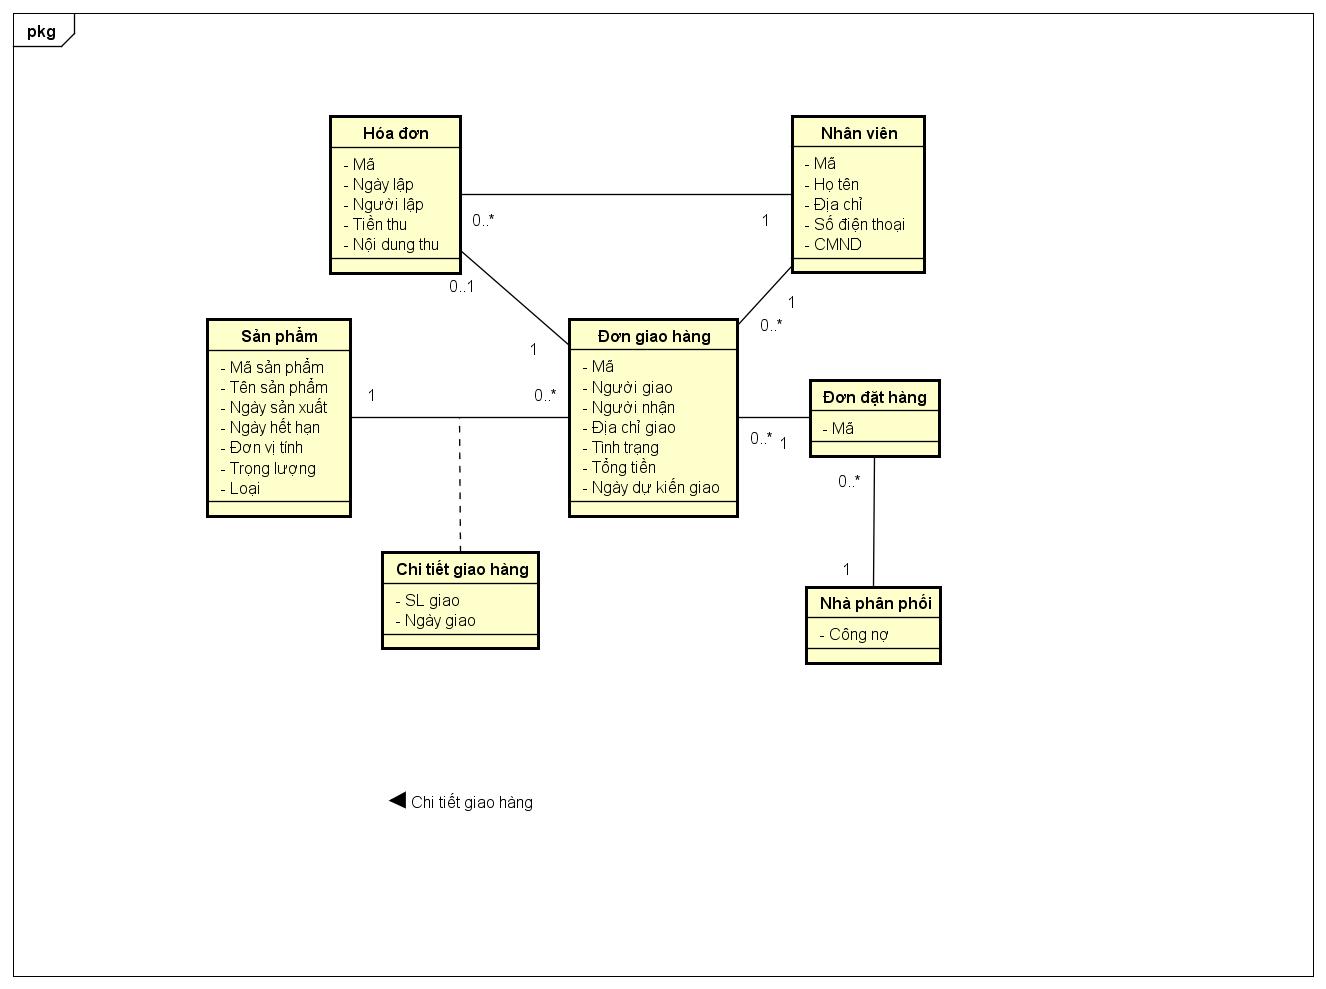 pkg
Hóa đơn
- Mã
- Ngày lập
- Người lập
- Tiền thu
- Nội dung thu
Nhân viên
- Mã
- Họ tên
- Địa chỉ
- Số điện thoại
- CMND
0..*
1
0..1
1
1
0..*
Sản phẩm
- Mã sản phẩm
- Tên sản phẩm
- Ngày sản xuất
- Ngày hết hạn
- Đơn vị tính
- Trọng lượng
- Loại
1
0..*
Đơn giao hàng
- Mã
- Người giao
- Người nhận
- Địa chỉ giao
- Tình trạng
- Tổng tiền
- Ngày dự kiến giao
0..*
1
Đơn đặt hàng
- Mã
0..*
1
Chi tiết giao hàng
- SL giao
- Ngày giao
Nhà phân phối
- Công nợ
Chi tiết giao hàng